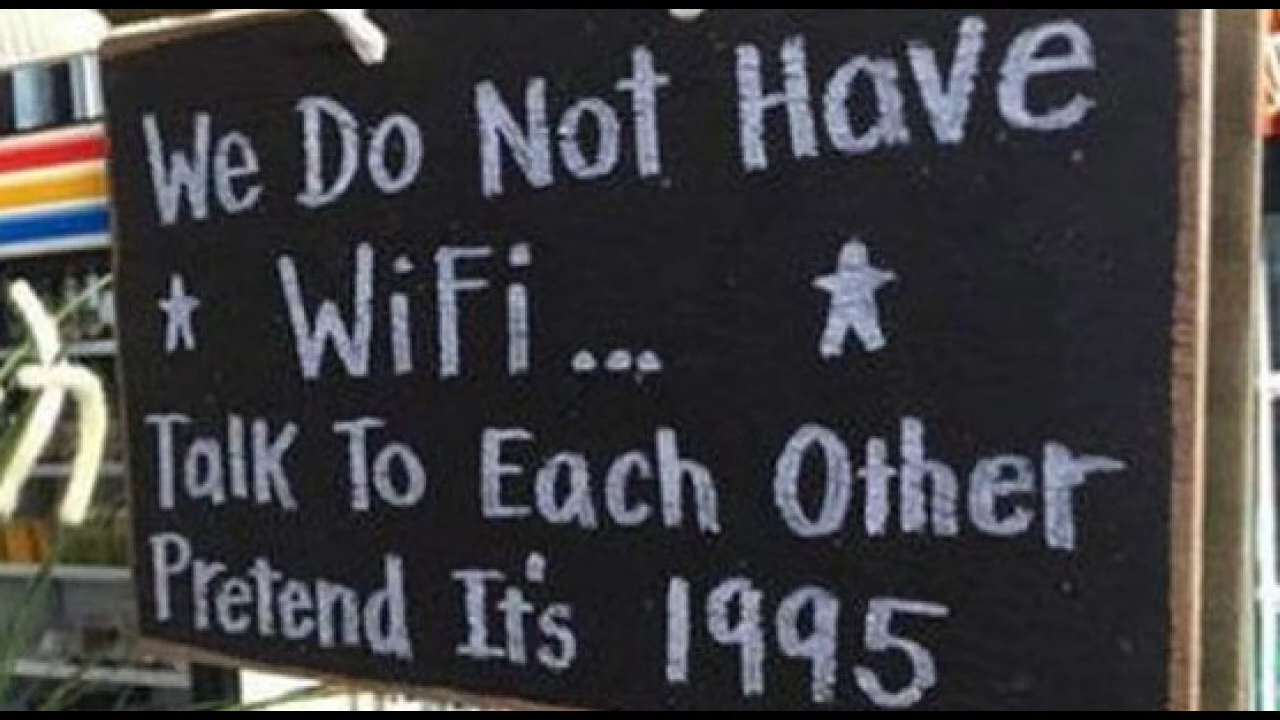 We Do Not Have
WiFi...
Talk To Each Other
Pretend It's 1995